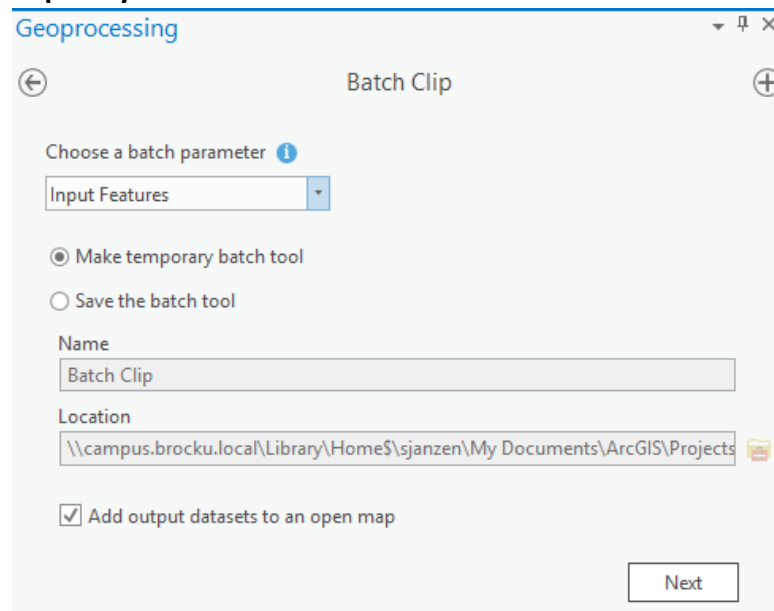 Geoprocessing
Batch Clip
Choose a batch parameter
Input Features
Make temporary batch tool
Save the batch tool
Name
Batch Clip
Location
\\campus.brocku.local\Library\Home$\sjanzen\My Documents\ArcGIS\Projects
Add output datasets to an open map
Next